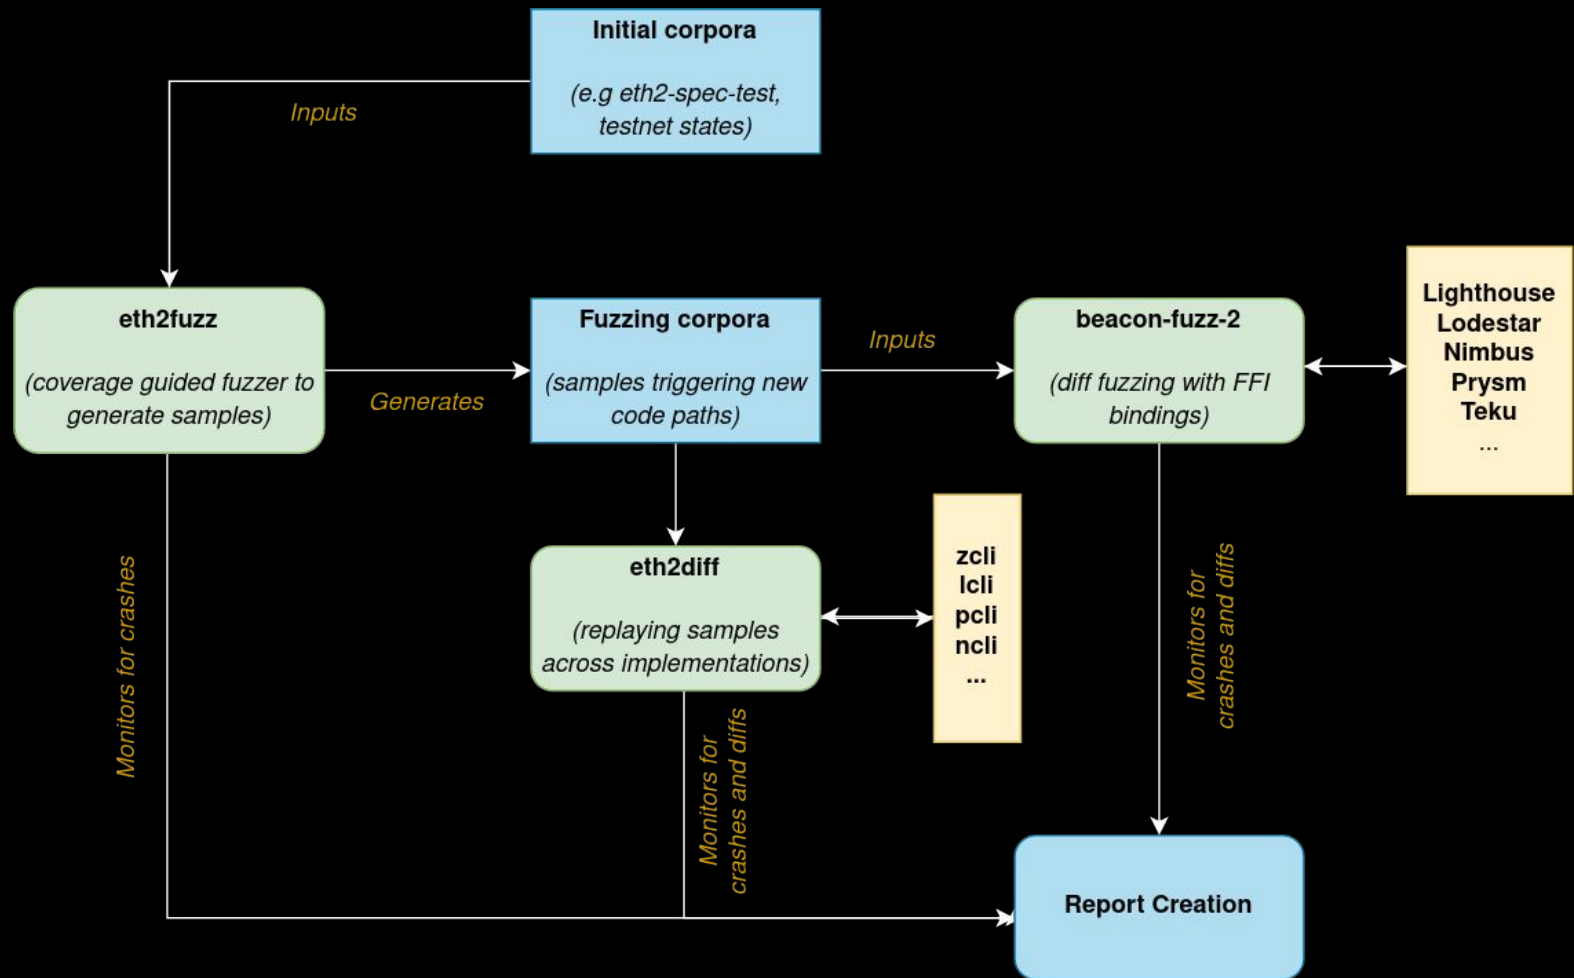 Initial corpora
(e.g eth2-spec-test,
testnet states)
Inputs
eth2fuzz
(coverage guided fuzzer to
generate samples)
Generates
Fuzzing corpora
(samples triggering new
code paths)
Inputs
beacon-fuzz-2
(diff fuzzing with FFI
bindings)
Lighthouse
Lodestar
Nimbus
Prysm
Teku
...
eth2diff
(replaying samples
across implementations)
zcli
lcli
pcli
ncli
...
Monitors for crashes
Monitors for
crashes and diffs
Monitors for
crashes and diffs
Report Creation